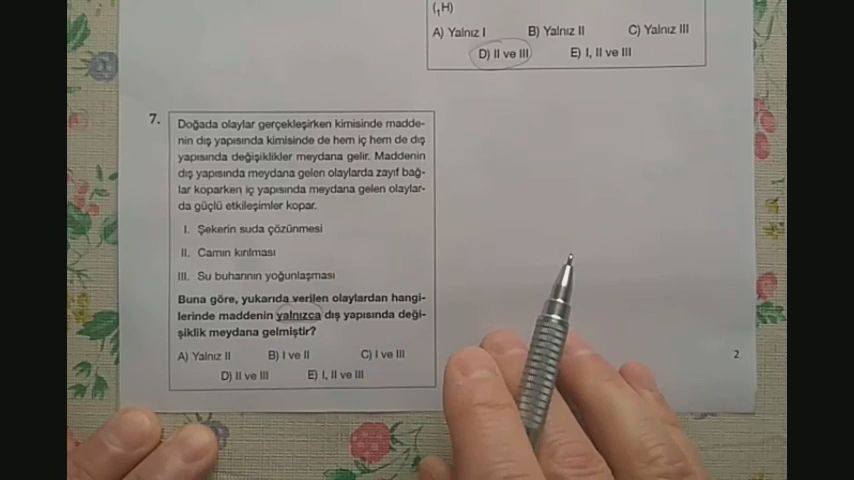 (₁H)
A) Yalnız I B) Yalnız II C) Yalnız III
D) II ve III E) I, II ve III
7. Doğada olaylar gerçekleşirken kimisinde madde-
nin dış yapısında kimisinde de hem iç hem de dış
yapısında değişiklikler meydana gelir. Maddenin
dış yapısında meydana gelen olaylarda zayıf bağ-
lar koparken iç yapısında meydana gelen olaylar-
da güçlü etkileşimler kopar.
I. Şekerin suda çözünmesi
II. Camın kırılması
III. Su buharının yoğunlaşması
Buna göre, yukarıda verilen olaylardan hangi-
lerinde maddenin yalnızca dış yapısında deği-
şiklik meydana gelmiştir?
A) Yalnız II B) I ve II C) I ve III
D) II ve III E) I, II ve III
2